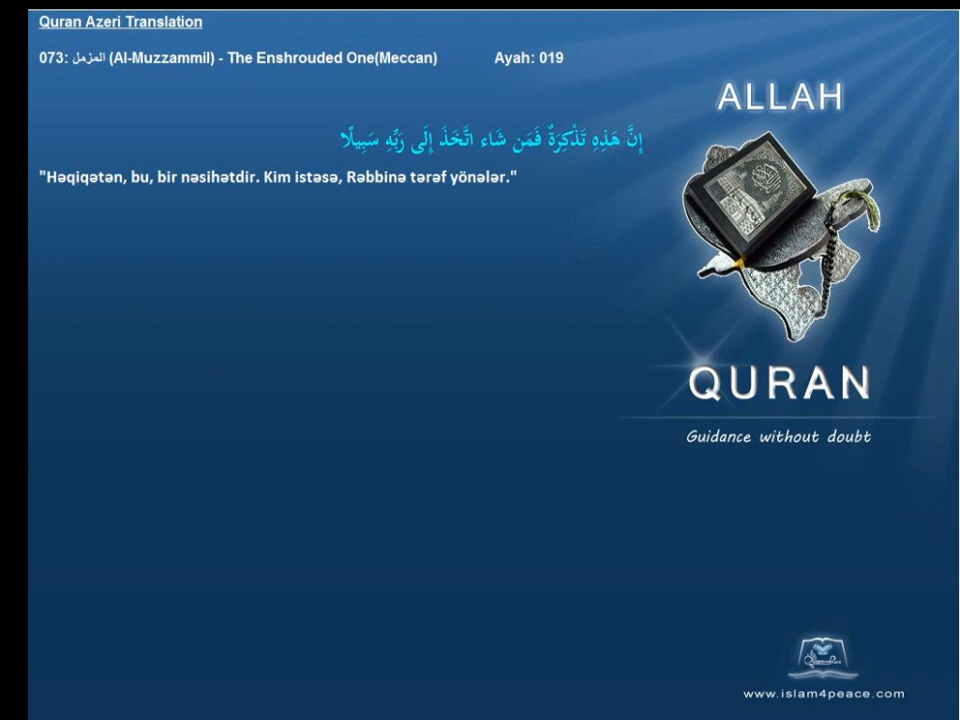 Quran Azeri Translation
073: المزمل (Al-Muzzammil) - The Enshrouded One(Meccan) Ayah: 019
ALLAH
إِنَّ هَذِهِ تَذْكِرَةٌ فَمَن شَاء اتَّخَذَ إِلَى رَبِّهِ سَبِيلًا
"Həqiqətən, bu, bir nəsihətdir. Kim istəsə, Rəbbinə tərəf yönələr."
QURAN
Guidance without doubt
www.islam4peace.com